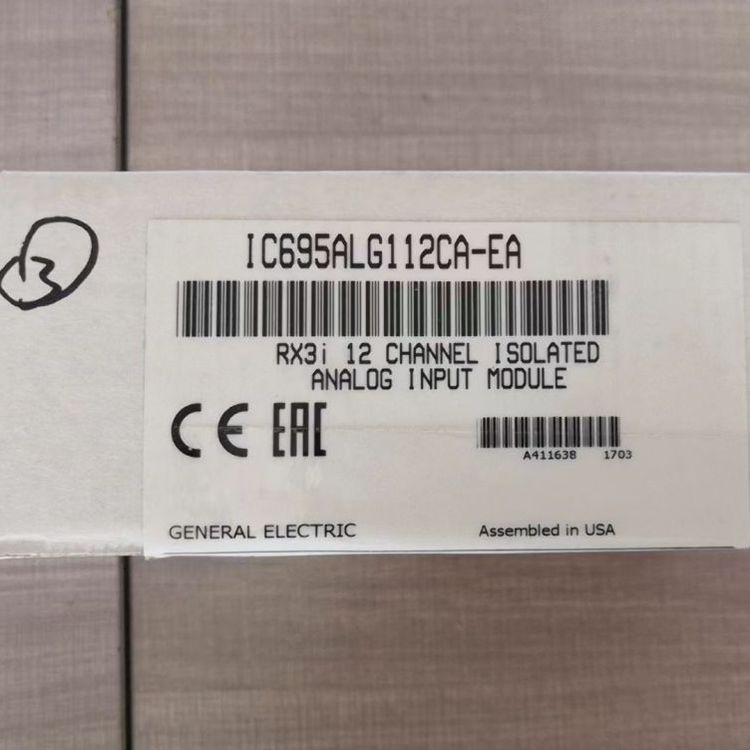 13
IC695ALG112CA-EA
RX3i 12 CHANNEL ISOLATED
ANALOG INPUT MODULE
CE EAC
A411638 1703
GENERAL ELECTRIC
Assembled in USA